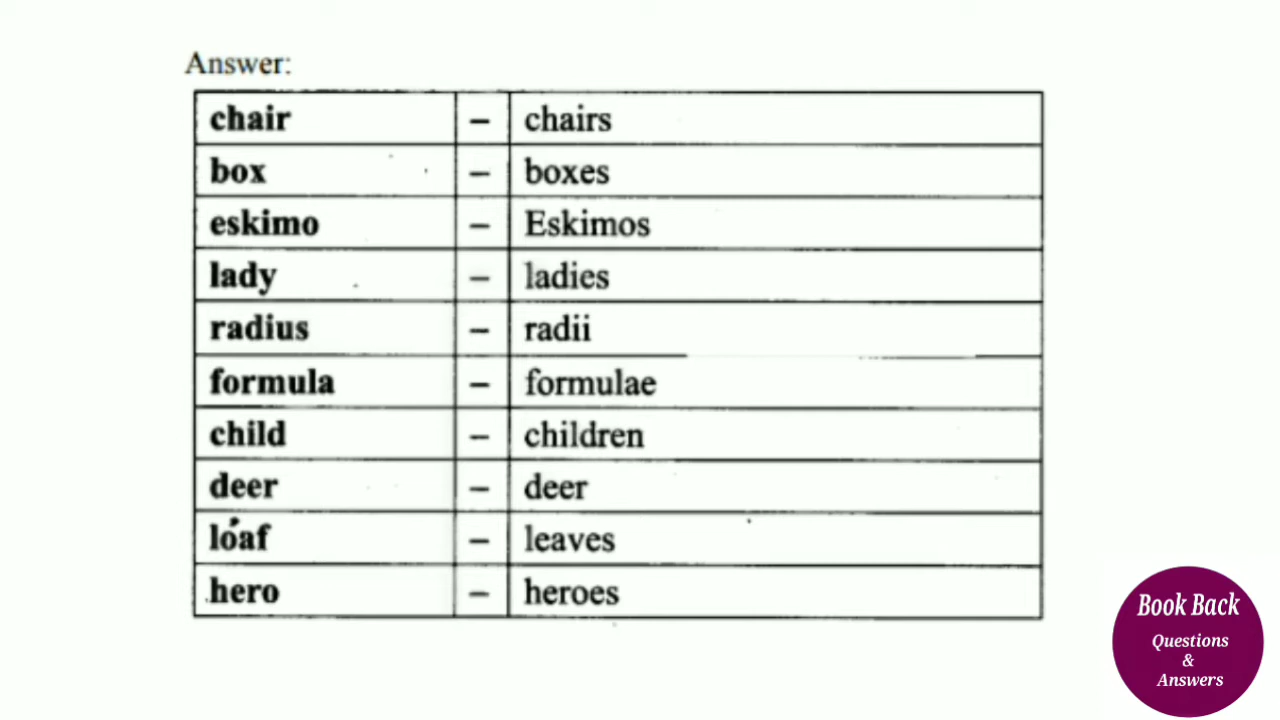 Answer:
chair – chairs
box – boxes
eskimo – Eskimos
lady – ladies
radius – radii
formula – formulae
child – children
deer – deer
loaf – leaves
hero – heroes
Book Back
Questions
&
Answers